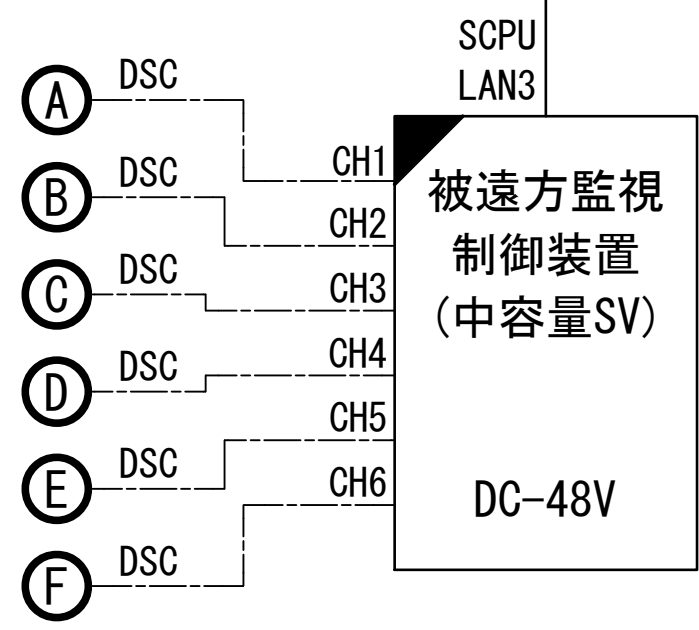 SCPU
LAN3
A DSC
CH1
B DSC
CH2
C DSC
CH3
D DSC
CH4
E DSC
CH5
F DSC
CH6
被遠方監視
制御装置
(中容量SV)
DC-48V